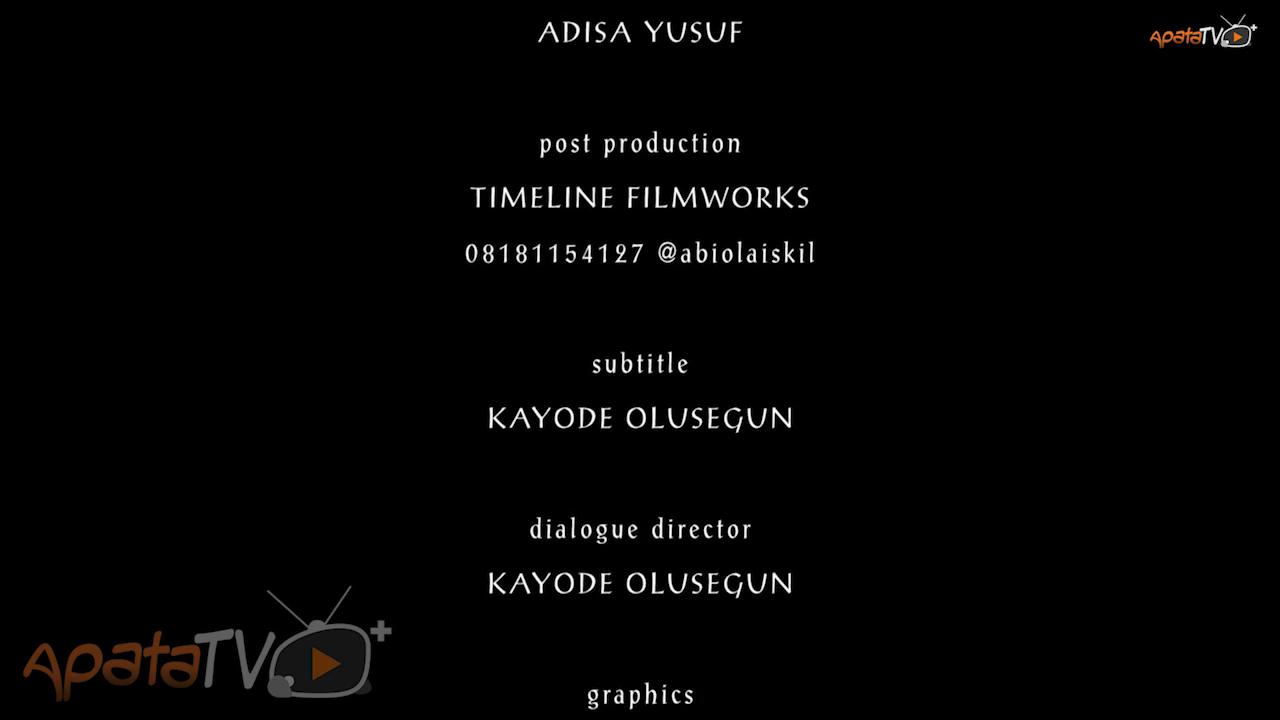 ADISA YUSUF
ApataTV+
post production
TIMELINE FILMWORKS
08181154127 @abiolaiskil
subtitle
KAYODE OLUSEGUN
dialogue director
KAYODE OLUSEGUN
ApataTV+
graphics